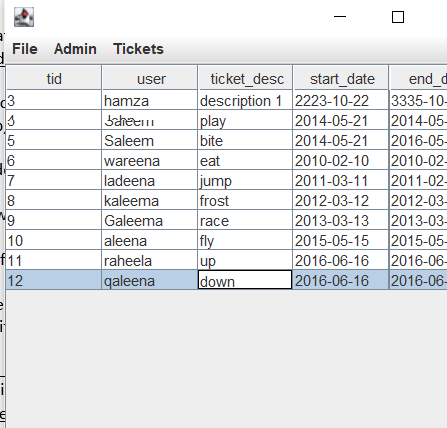 File Admin Tickets
tid user ticket_desc start_date end_d
3 hamza description 1 2223-10-22 3335-10-
play 2014-05-21 2014-05-
5 Saleem bite 2014-05-21 2016-05-
6 wareena eat 2010-02-10 2010-02-
7 ladeena jump 2011-03-11 2011-02-
8 kaleema frost 2012-03-12 2012-03-
9 Galeema race 2013-03-13 2013-03-
10 aleena fly 2015-05-15 2015-05-
11 raheela up 2016-06-16 2016-06-
12 qaleena down 2016-06-16 2016-06-